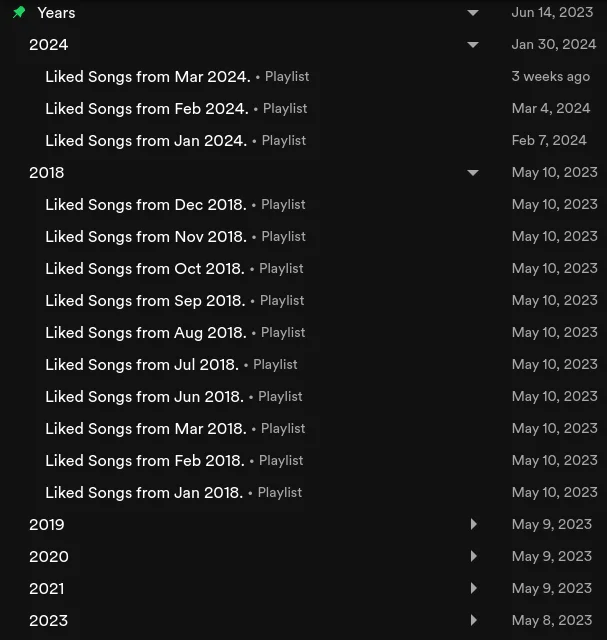 Years Jun 14, 2023
2024 Jan 30, 2024
Liked Songs from Mar 2024. • Playlist 3 weeks ago
Liked Songs from Feb 2024. • Playlist Mar 4, 2024
Liked Songs from Jan 2024. • Playlist Feb 7, 2024
2018 May 10, 2023
Liked Songs from Dec 2018. • Playlist May 10, 2023
Liked Songs from Nov 2018. • Playlist May 10, 2023
Liked Songs from Oct 2018. • Playlist May 10, 2023
Liked Songs from Sep 2018. • Playlist May 10, 2023
Liked Songs from Aug 2018. • Playlist May 10, 2023
Liked Songs from Jul 2018. • Playlist May 10, 2023
Liked Songs from Jun 2018. • Playlist May 10, 2023
Liked Songs from Mar 2018. • Playlist May 10, 2023
Liked Songs from Feb 2018. • Playlist May 10, 2023
Liked Songs from Jan 2018. • Playlist May 10, 2023
2019 May 9, 2023
2020 May 9, 2023
2021 May 9, 2023
2023 May 8, 2023